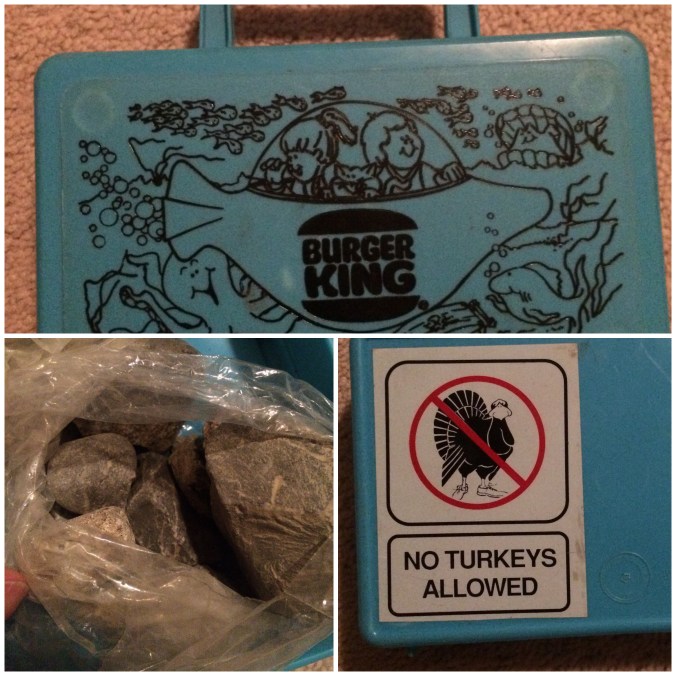 BURGER
KING
®
NO TURKEYS
ALLOWED